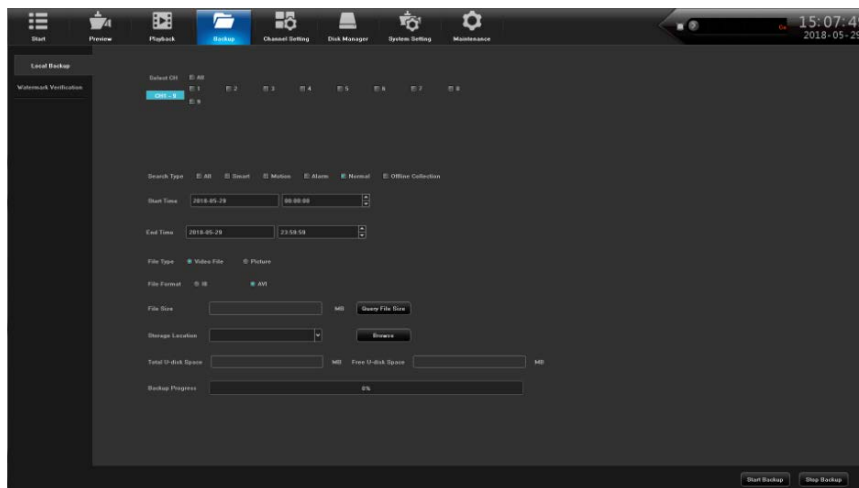 Start Preview Playback Backup Channel Setting Disk Manager System Setting Maintenance
15:07:49
2018-05-29
Local Backup
Watermark Verification
Select CH All
CH1 - 9 1 2 3 4 5 6 7 8
9
Search Type All Smart Motion Alarm Normal Offline Collection
Start Time 2018-05-29 00:00:00
End Time 2018-05-29 23:59:59
File Type Video File Picture
File Format AVI
File Size MB Query File Size
Storage Location Browse
Total U-disk Space MB Free U-disk Space MB
Backup Progress 0%
Start Backup Stop Backup